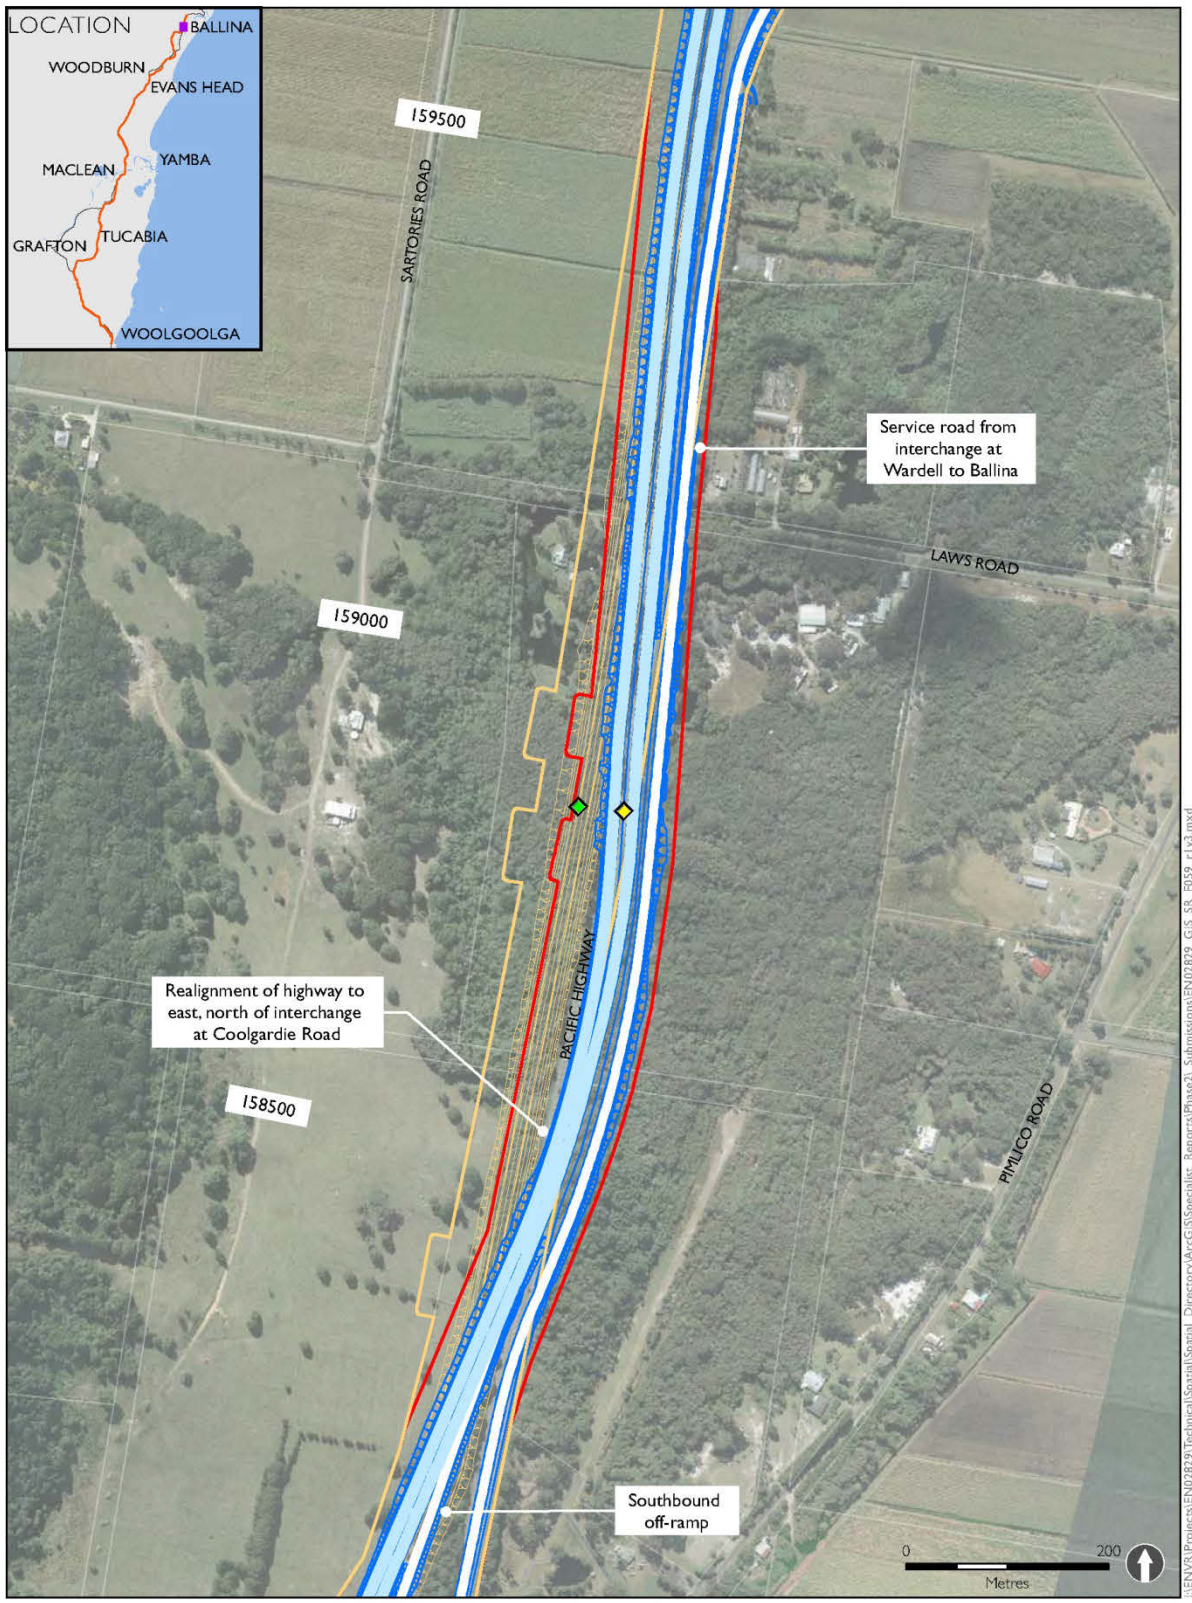 LOCATION
BALLINA
WOODBURN
EVANS HEAD
MACLEAN
YAMBA
TUCABIA
GRAFTON
WOOLGOOLGA
159500
SARTORIES ROAD
Service road from
interchange at
Wardell to Ballina
LAWS ROAD
159000
PACIFIC HIGHWAY
Realignment of highway to
east, north of interchange
at Coolgardie Road
158500
PIMLICO ROAD
Southbound
off-ramp
0 200
Metres